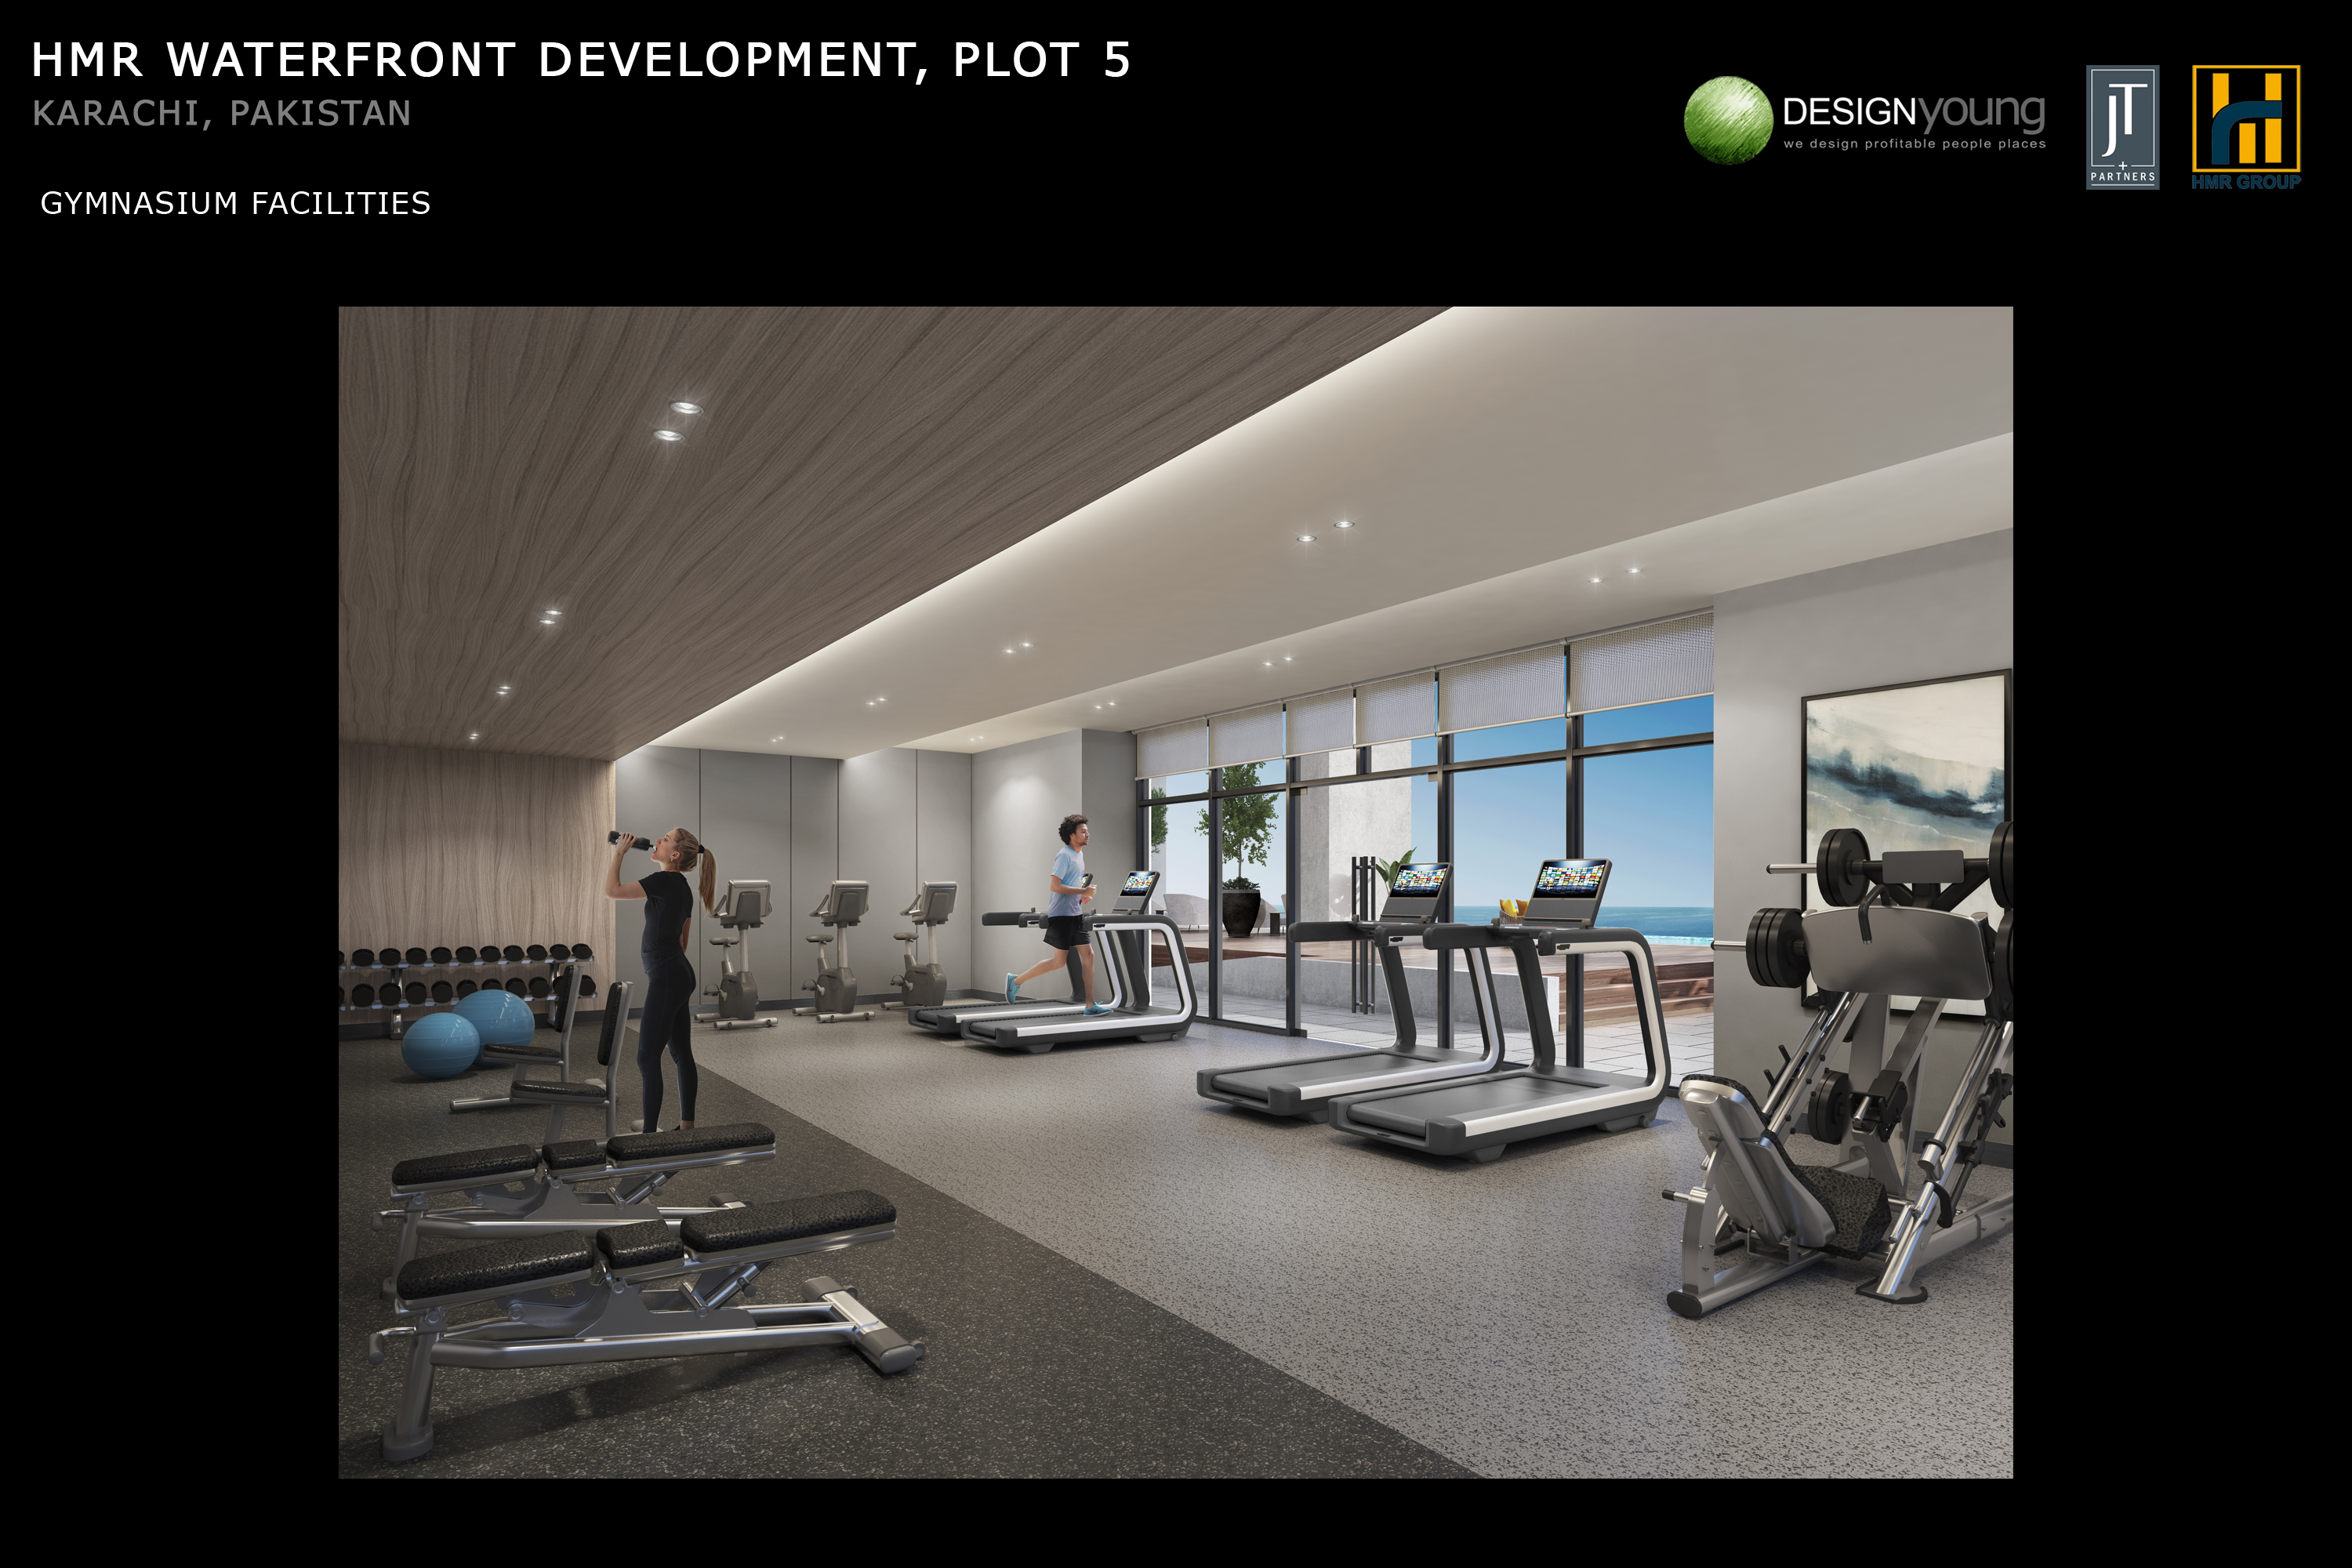 HMR WATERFRONT DEVELOPMENT, PLOT 5
KARACHI, PAKISTAN
GYMNASIUM FACILITIES
DESIGNyoung
we design profitable people places
JT
+
PARTNERS
HMR GROUP